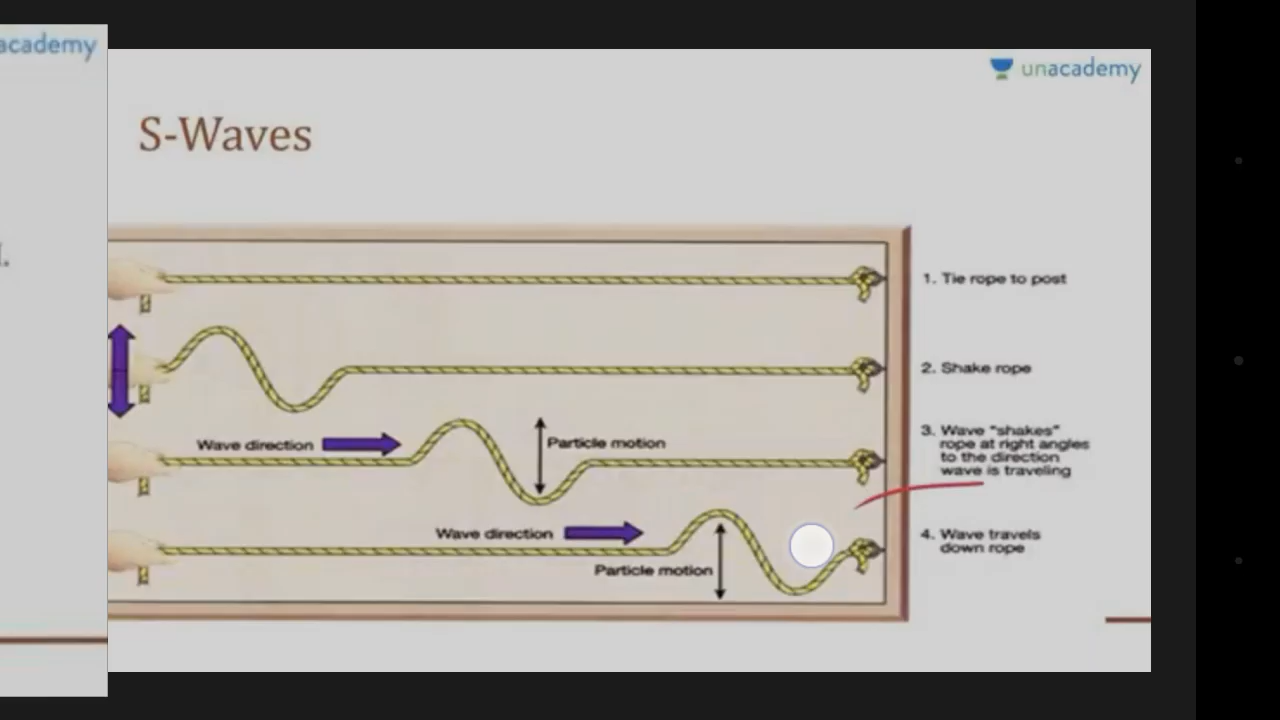 academy
unacademy
S-Waves
1. Tie rope to post
2. Shake rope
3. Wave "shakes"
rope at right angles
to the direction
wave is traveling
Wave direction
Particle motion
Wave direction
Particle motion
4. Wave travels
down rope